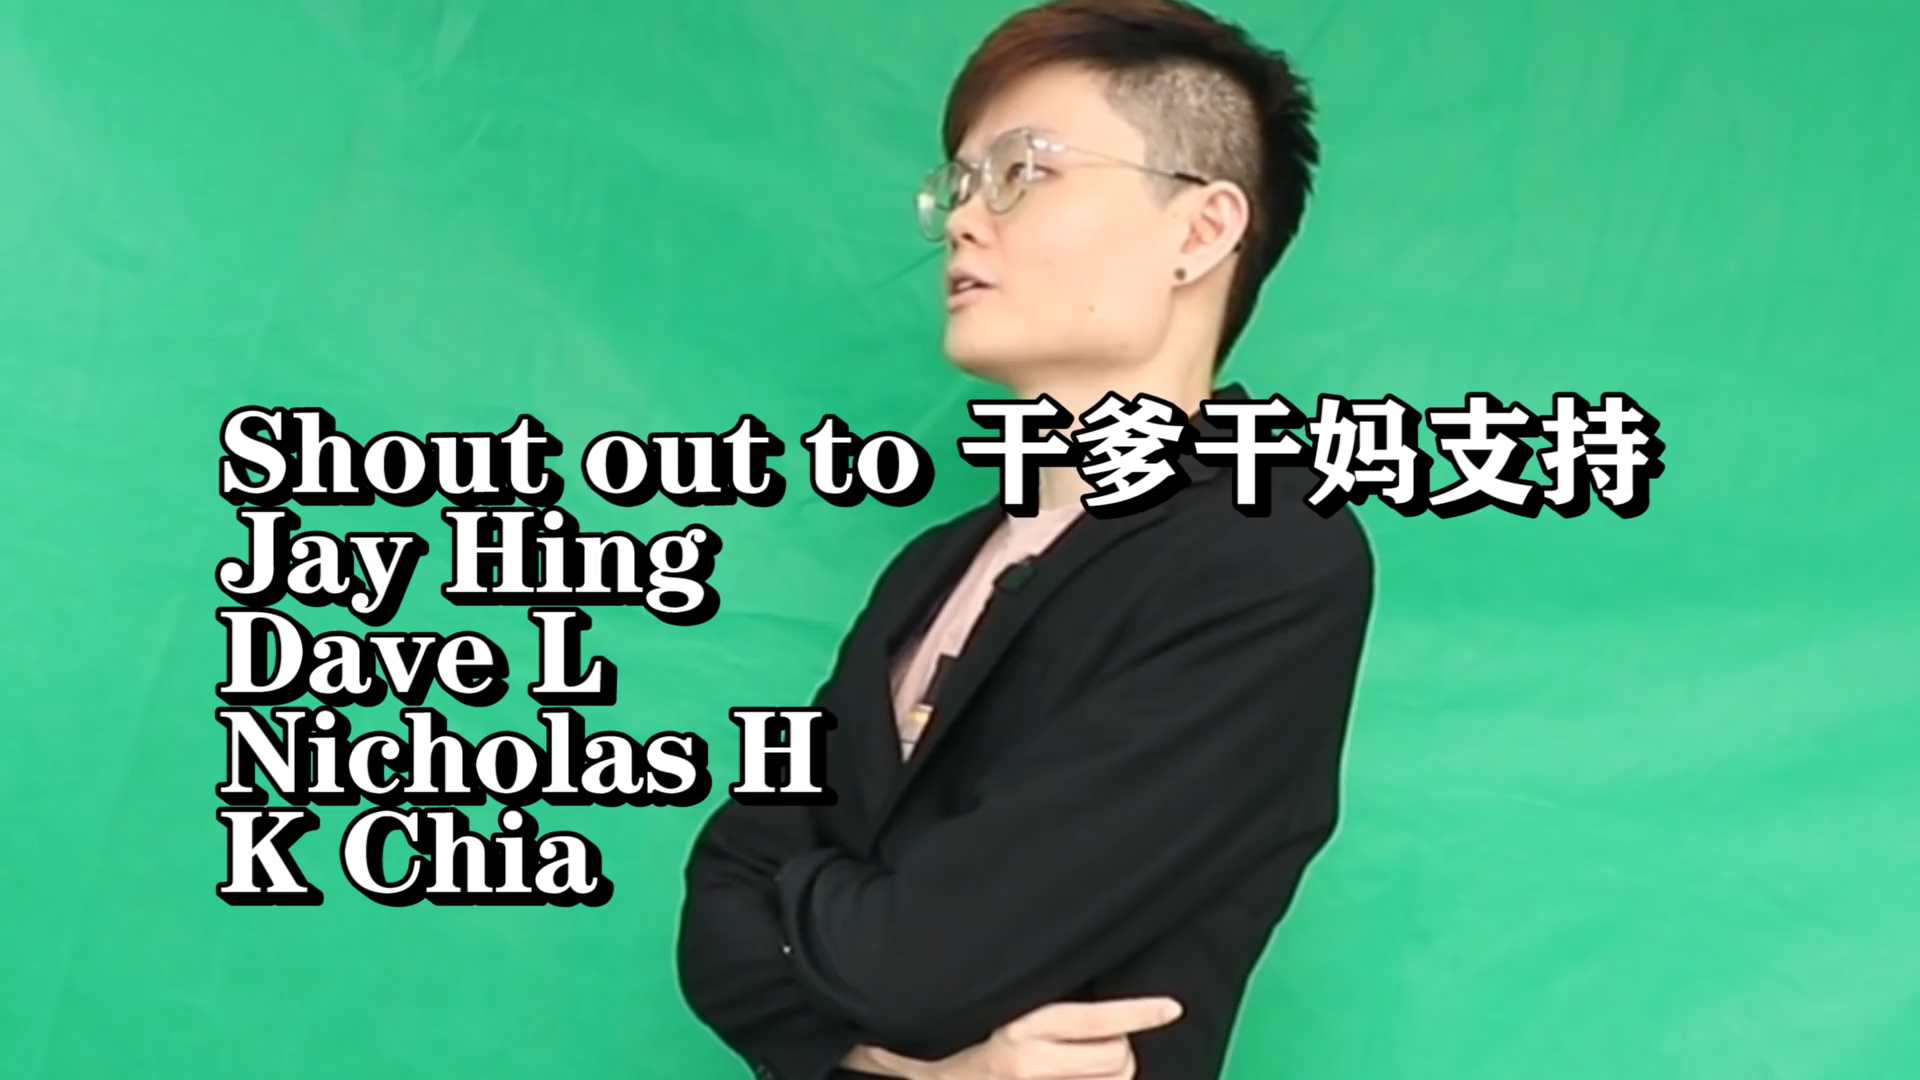 Shout out to 干爹干妈支持
Jay Hing
Dave L
Nicholas H
K Chia